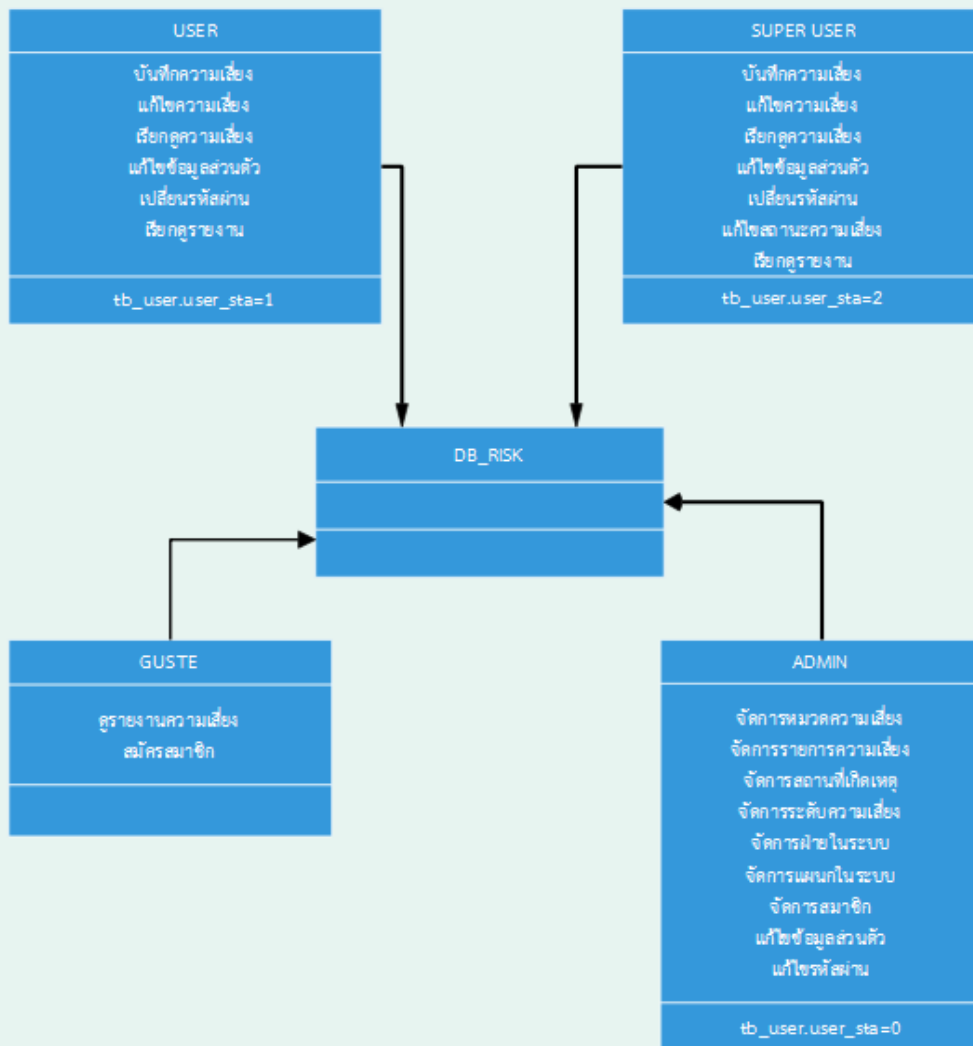 USER
บันทึกความเสี่ยง
แก้ไขความเสี่ยง
เรียกดูความเสี่ยง
แก้ไขข้อมูลส่วนตัว
เปลี่ยนรหัสผ่าน
เรียกดูรายงาน
tb_user.user_sta=1
SUPER USER
บันทึกความเสี่ยง
แก้ไขความเสี่ยง
เรียกดูความเสี่ยง
แก้ไขข้อมูลส่วนตัว
เปลี่ยนรหัสผ่าน
แก้ไขสถานะความเสี่ยง
เรียกดูรายงาน
tb_user.user_sta=2
DB_RISK
GUSTE
ดูรายงานความเสี่ยง
สมัครสมาชิก
ADMIN
จัดการหมวดความเสี่ยง
จัดการรายการความเสี่ยง
จัดการสถานที่เกิดเหตุ
จัดการระดับความเสี่ยง
จัดการฝ่ายในระบบ
จัดการแผนกในระบบ
จัดการสมาชิก
แก้ไขข้อมูลส่วนตัว
แก้ไขรหัสผ่าน
tb_user.user_sta=0